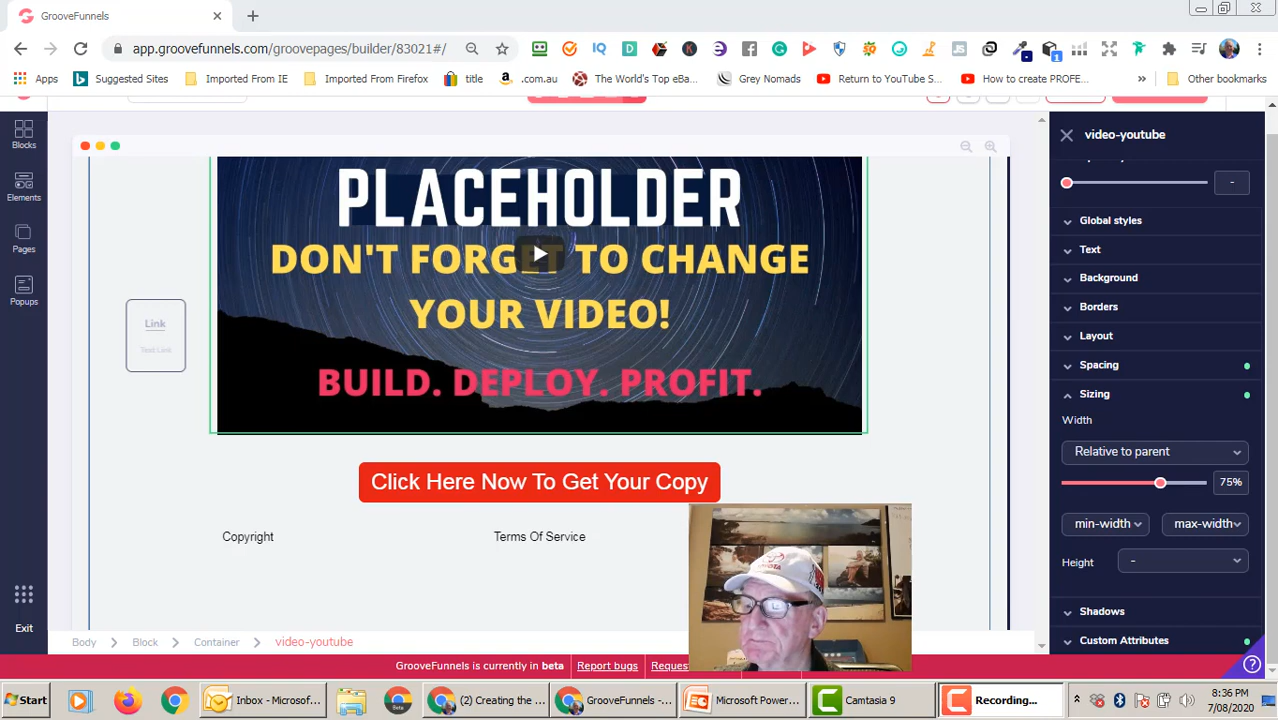 GrooveFunnels
app.groovefunnels.com/groovepages/builder/83021#/
Apps
Suggested Sites
Imported From IE
Imported From Firefox
title
.com.au
The World's Top eBa...
Grey Nomads
Return to YouTube S...
How to create PROFE...
»
Other bookmarks
Blocks
Elements
Pages
Popups
Exit
PLACEHOLDER
DON'T FORGET TO CHANGE
YOUR VIDEO!
BUILD. DEPLOY. PROFIT.
Link
Text Link
Click Here Now To Get Your Copy
Copyright
Terms Of Service
video-youtube
-
Global styles
Text
Background
Borders
Layout
Spacing
Sizing
Width
Relative to parent
75%
min-width
max-width
Height
-
Shadows
Custom Attributes
Body
Block
Container
video-youtube
GrooveFunnels is currently in beta
Report bugs
Reques
Start
Inbox - Microsof...
Beta
(2) Creating the ...
GrooveFunnels -...
Microsoft Power...
Camtasia 9
Recording...
8:36 PM
7/08/2020